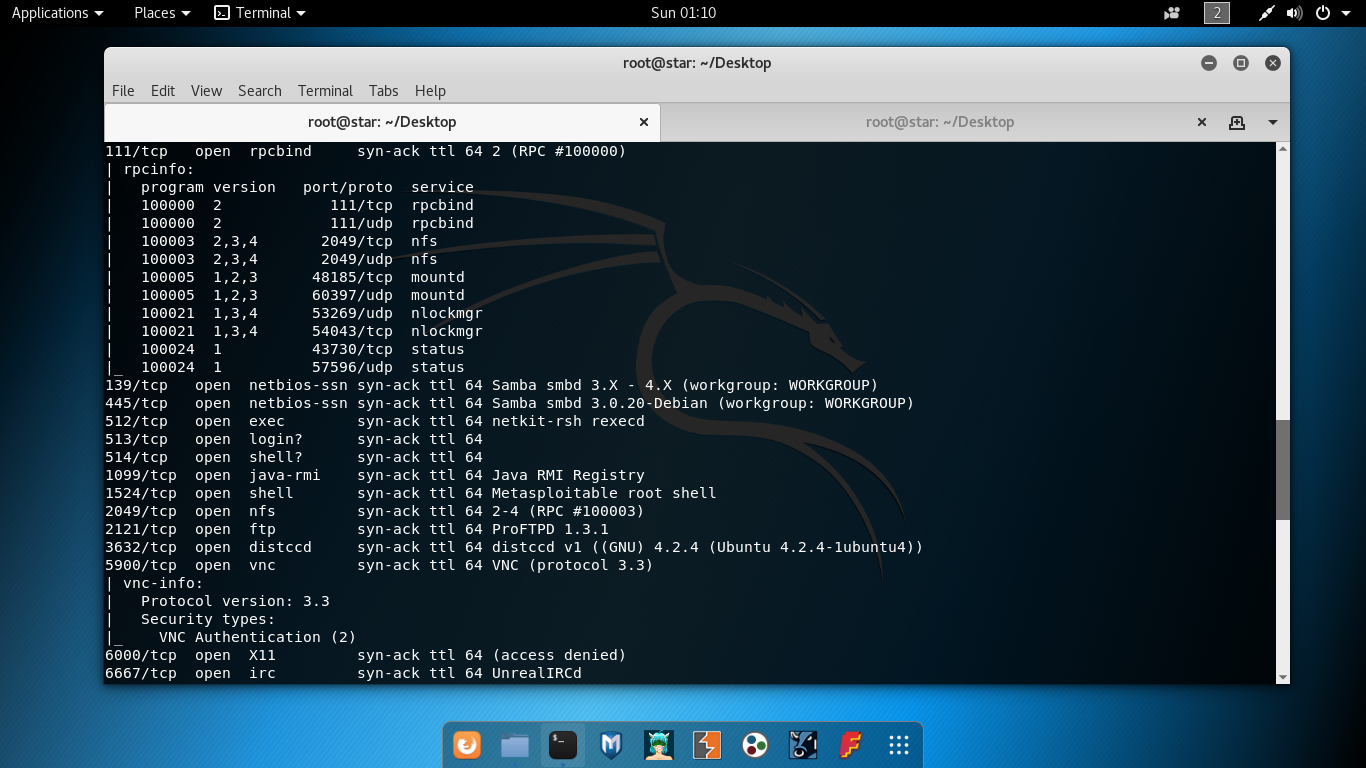 Applications Places Terminal Sun 01:10 2
root@star: ~/Desktop
File Edit View Search Terminal Tabs Help
root@star: ~/Desktop root@star: ~/Desktop
111/tcp   open  rpcbind     syn-ack ttl 64 2 (RPC #100000)
| rpcinfo:
|   program version   port/proto  service
|   100000  2            111/tcp  rpcbind
|   100000  2            111/udp  rpcbind
|   100003  2,3,4       2049/tcp  nfs
|   100003  2,3,4       2049/udp  nfs
|   100005  1,2,3      48185/tcp  mountd
|   100005  1,2,3      60397/udp  mountd
|   100021  1,3,4      53269/udp  nlockmgr
|   100021  1,3,4      54043/tcp  nlockmgr
|   100024  1          43730/tcp  status
|_  100024  1          57596/udp  status
139/tcp   open  netbios-ssn syn-ack ttl 64 Samba smbd 3.X - 4.X (workgroup: WORKGROUP)
445/tcp   open  netbios-ssn syn-ack ttl 64 Samba smbd 3.0.20-Debian (workgroup: WORKGROUP)
512/tcp   open  exec        syn-ack ttl 64 netkit-rsh rexecd
513/tcp   open  login?      syn-ack ttl 64
514/tcp   open  shell?      syn-ack ttl 64
1099/tcp  open  java-rmi    syn-ack ttl 64 Java RMI Registry
1524/tcp  open  shell       syn-ack ttl 64 Metasploitable root shell
2049/tcp  open  nfs         syn-ack ttl 64 2-4 (RPC #100003)
2121/tcp  open  ftp         syn-ack ttl 64 ProFTPD 1.3.1
3632/tcp  open  distccd     syn-ack ttl 64 distccd v1 ((GNU) 4.2.4 (Ubuntu 4.2.4-1ubuntu4))
5900/tcp  open  vnc         syn-ack ttl 64 VNC (protocol 3.3)
| vnc-info:
|   Protocol version: 3.3
|   Security types:
|_    VNC Authentication (2)
6000/tcp  open  X11         syn-ack ttl 64 (access denied)
6667/tcp  open  irc         syn-ack ttl 64 UnrealIRCd